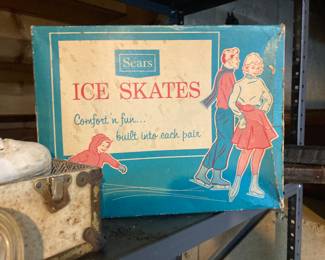 Sears
ICE SKATES
Comfort n fun...
built into each pair